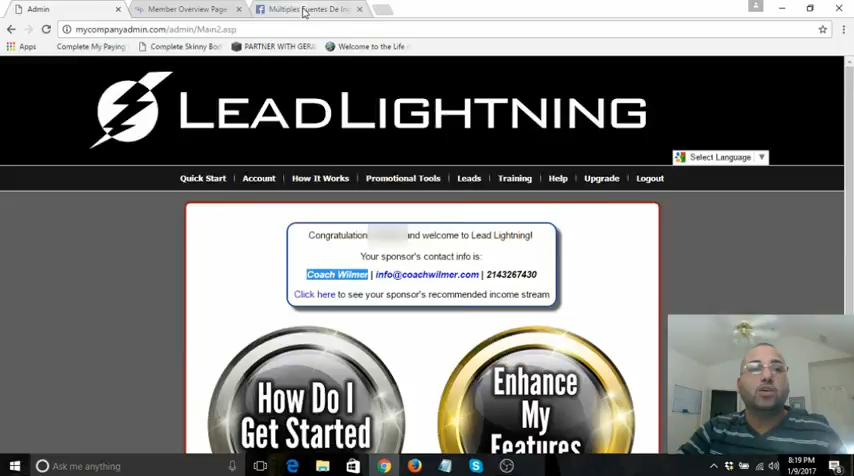 Admin
Member Overview Page
Múltiples Fuentes De In
mycompanyadmin.com/admin/Main2.asp
Apps
Complete My Paying
Complete Skinny Bod
PARTNER WITH GERA
Welcome to the Life
LEADLIGHTNING
Select Language
Quick Start Account How It Works Promotional Tools Leads Training Help Upgrade Logout
Congratulation and welcome to Lead Lightning!
Your sponsor's contact info is:
Coach Wilmer | info@coachwilmer.com | 2143267430
Click here to see your sponsor's recommended income stream
How Do I
Get Started
Enhance
My
Features
Ask me anything
8:19 PM
1/9/2017